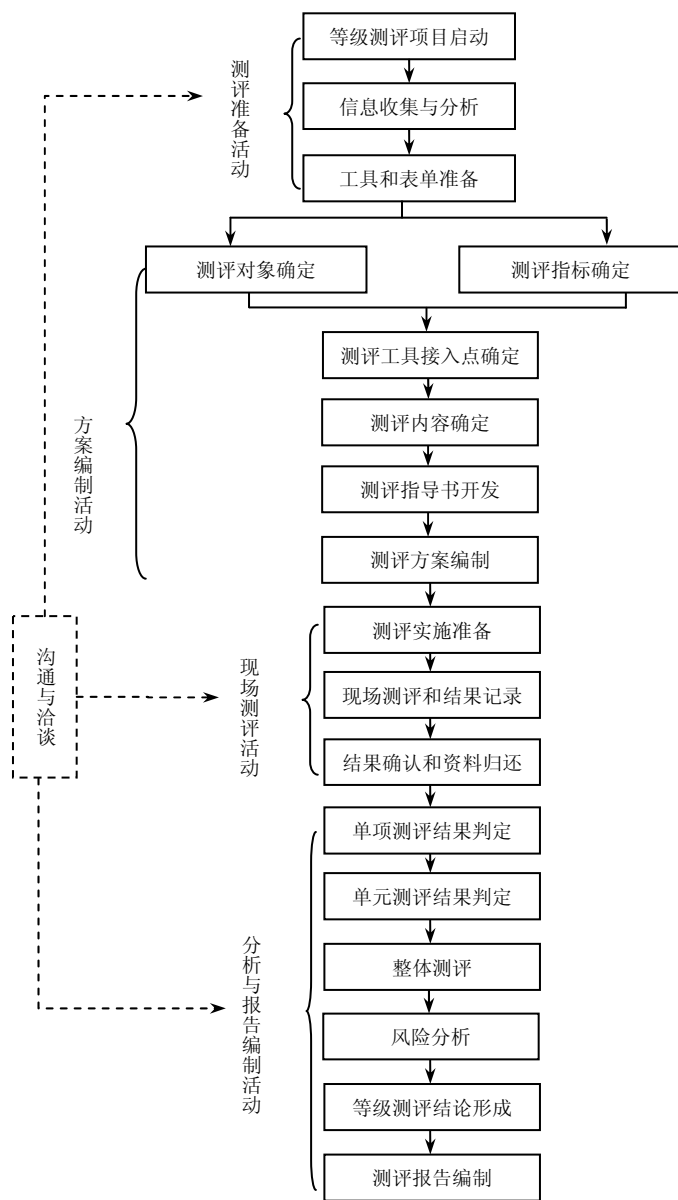 等级测评项目启动
测评准备活动
信息收集与分析
工具和表单准备
测评对象确定
测评指标确定
测评工具接入点确定
方案编制活动
测评内容确定
测评指导书开发
测评方案编制
测评实施准备
沟通与洽谈
现场测评活动
现场测评和结果记录
结果确认和资料归还
单项测评结果判定
单元测评结果判定
分析与报告编制活动
整体测评
风险分析
等级测评结论形成
测评报告编制